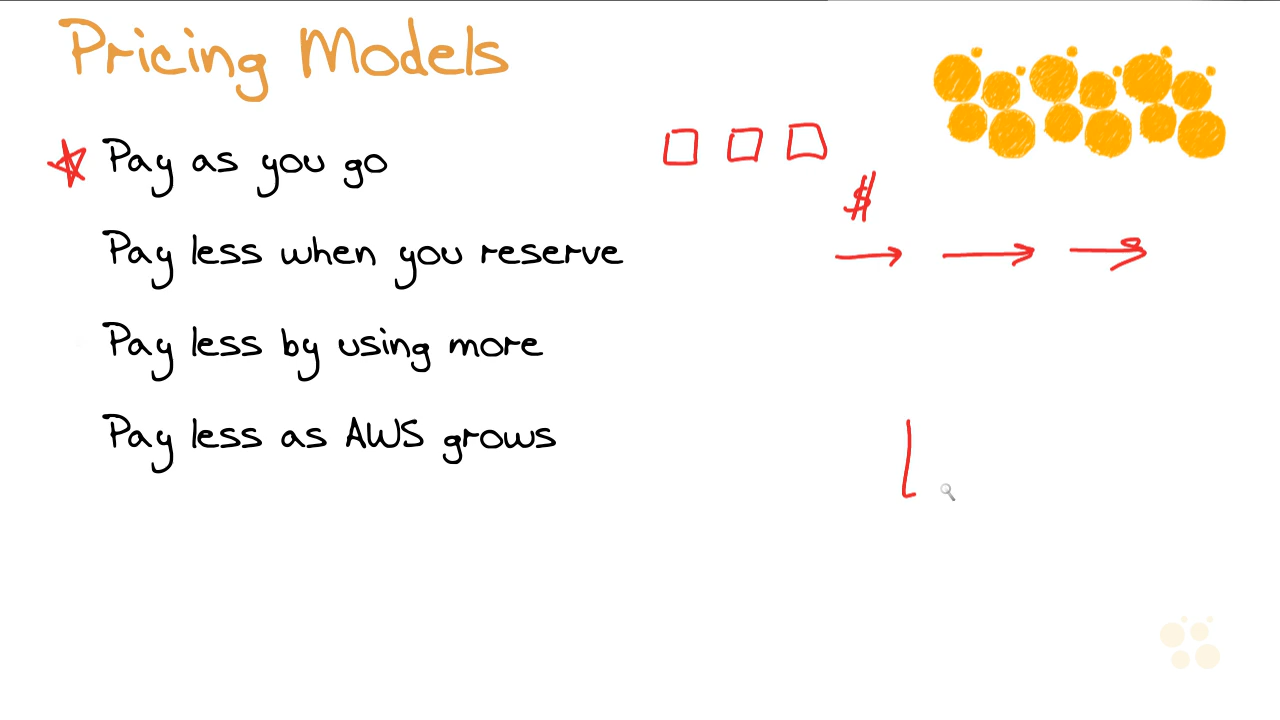 Pricing Models
Pay as you go
$
Pay less when you reserve
Pay less by using more
Pay less as AWS grows